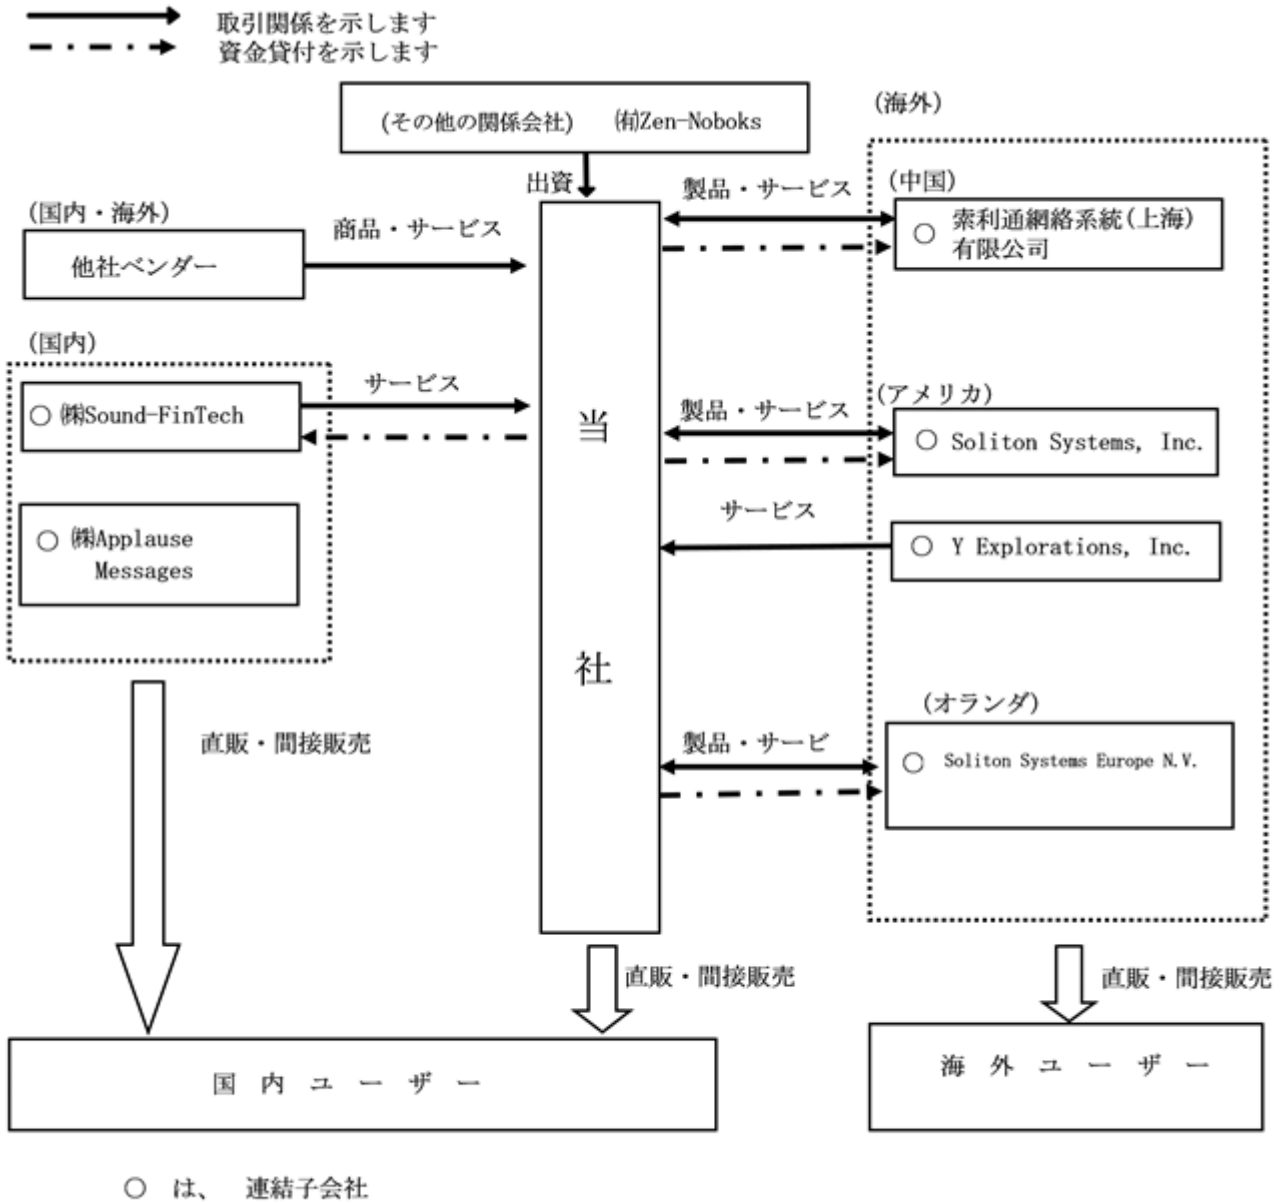 取引関係を示します
資金貸付を示します
(その他の関係会社) ㈲Zen-Noboks
(海外)
出資
製品・サービス
(中国)
(国内・海外)
商品・サービス
○ 索利通網絡系統(上海)
有限公司
他社ベンダー
(国内)
サービス
(アメリカ)
○ ㈱Sound-FinTech
製品・サービス
当
○ Soliton Systems, Inc.
サービス
○ ㈱Applause
Messages
○ Y Explorations, Inc.
社
(オランダ)
直販・間接販売
製品・サービ
○ Soliton Systems Europe N.V.
直販・間接販売
直販・間接販売
国 内 ユ ー ザ ー
海 外 ユ ー ザ ー
○ は、 連結子会社